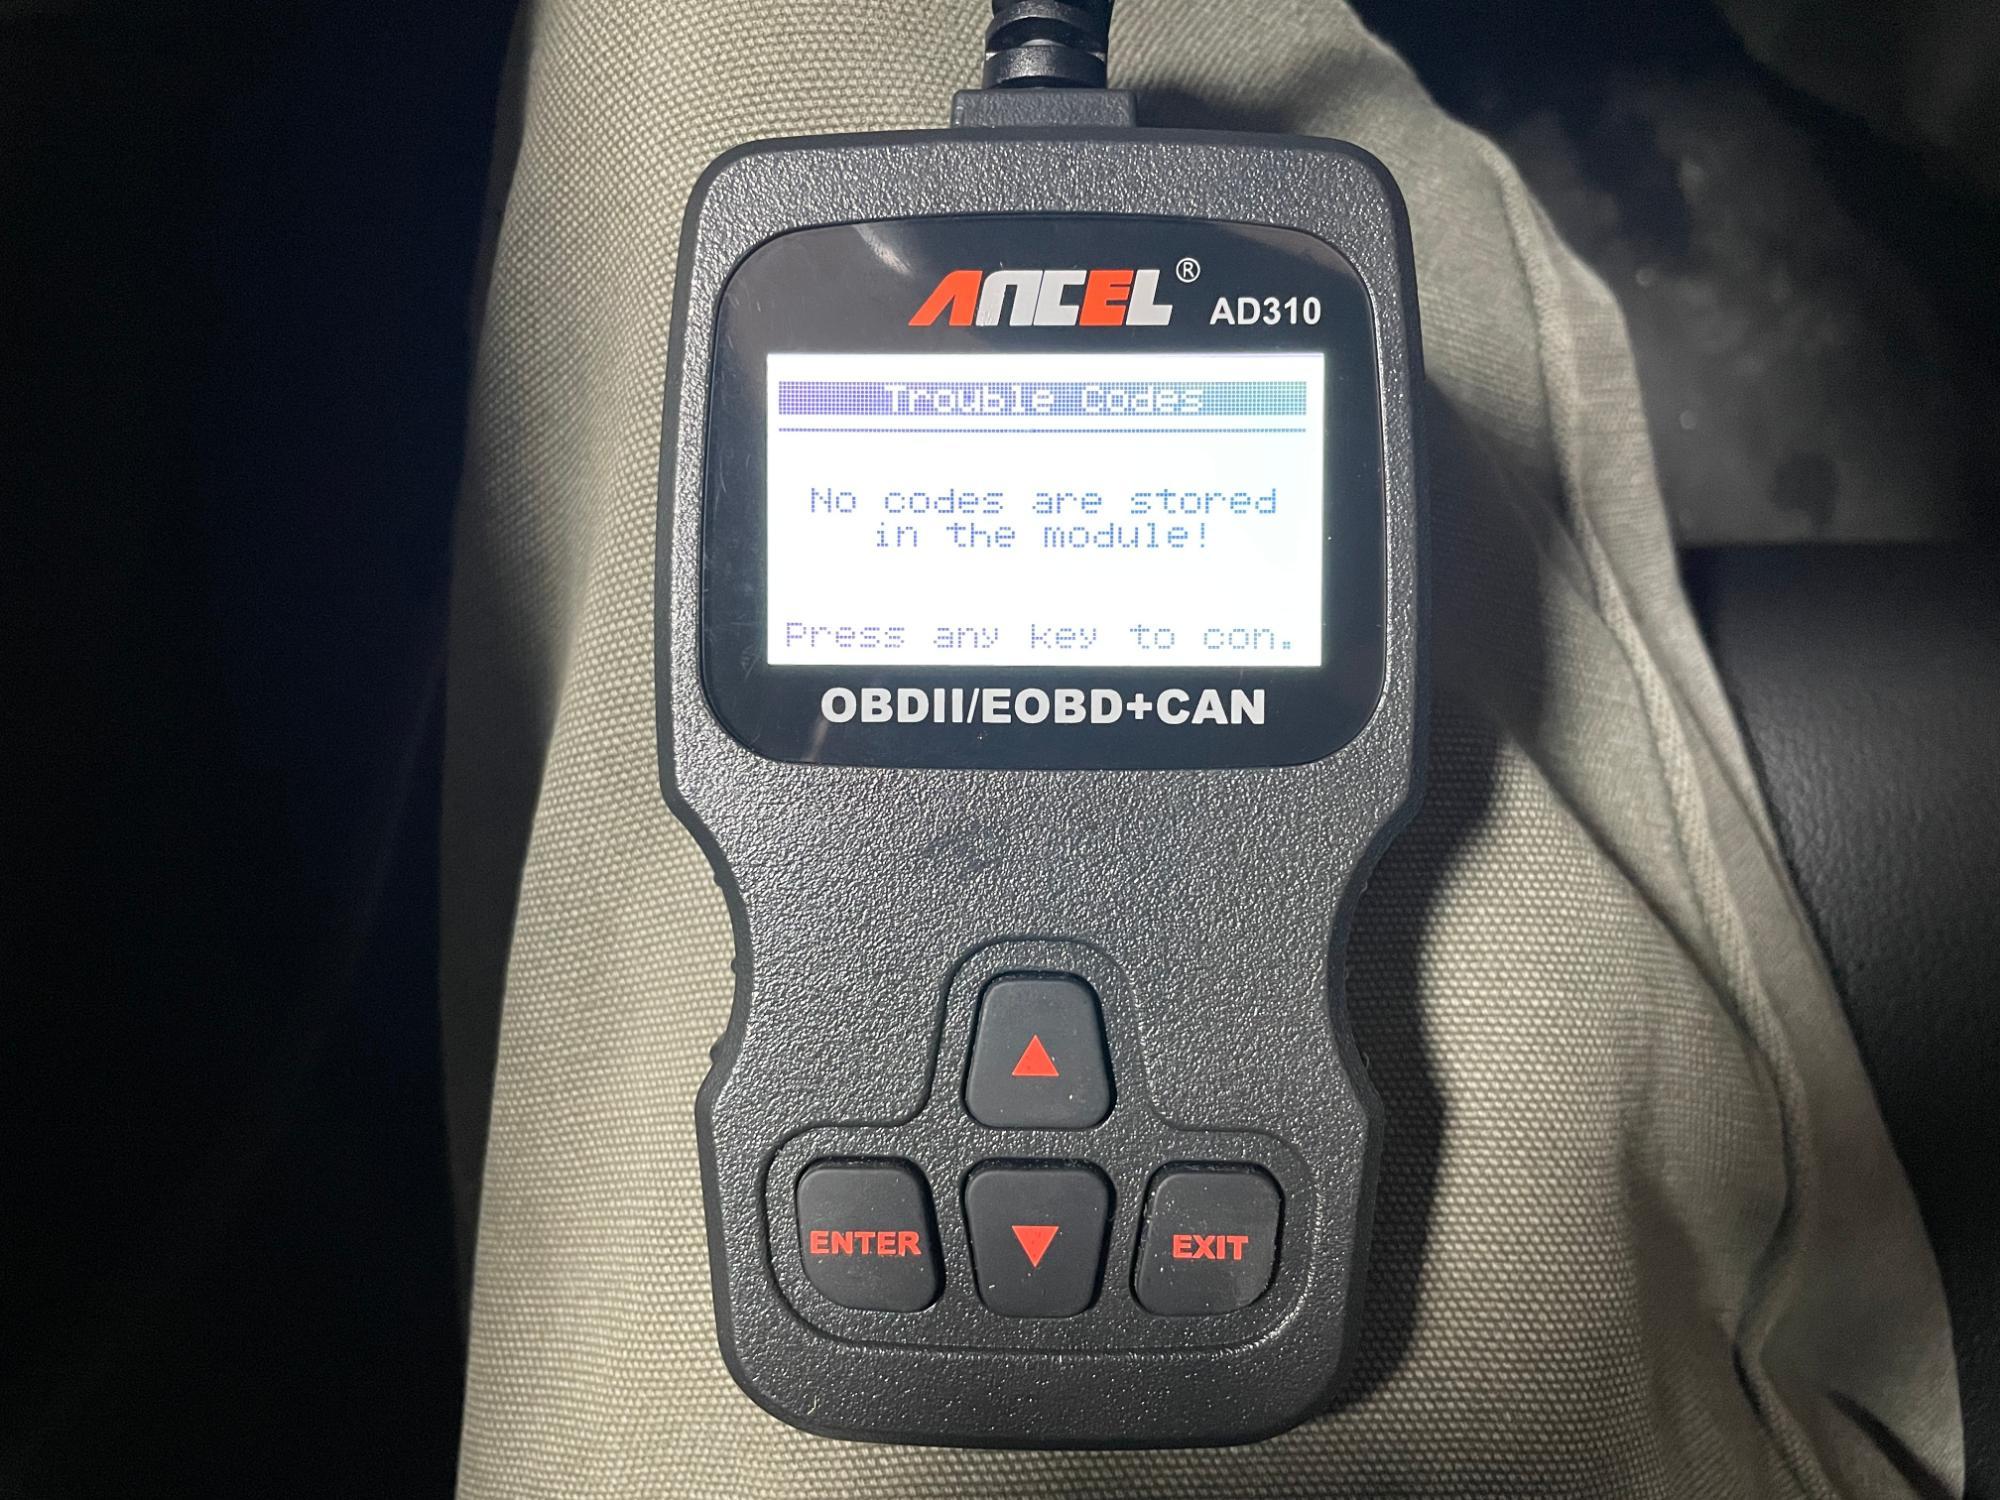 ANCEL® AD310
Trouble Codes
No codes are stored
in the module!
Press any key to con.
OBDII/EOBD+CAN
ENTER
EXIT